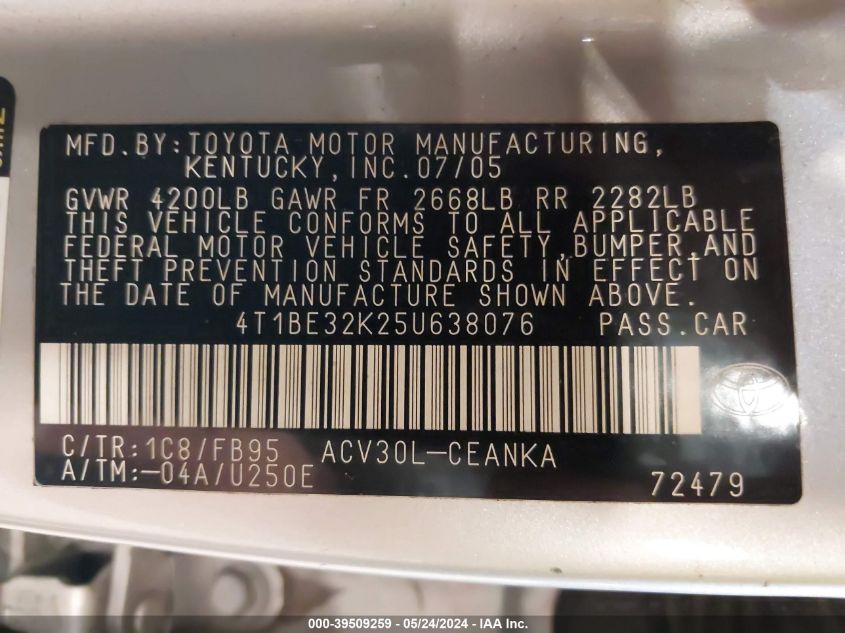 MFD.BY:TOYOTA MOTOR MANUFACTURING,
KENTUCKY,INC.07/05
GVWR 4200LB GAWR FR 2668LB RR 2282LB
THIS VEHICLE CONFORMS TO ALL APPLICABLE
FEDERAL MOTOR VEHICLE SAFETY,BUMPER,AND
THEFT PREVENTION STANDARDS IN EFFECT ON
THE DATE OF MANUFACTURE SHOWN ABOVE.
4T1BE32K25U638076 PASS.CAR
C/TR:1C8/FB95 ACV30L-CEANKA
A/TM:-04A/U250E 72479
000-39509259 - 05/24/2024 - IAA Inc.